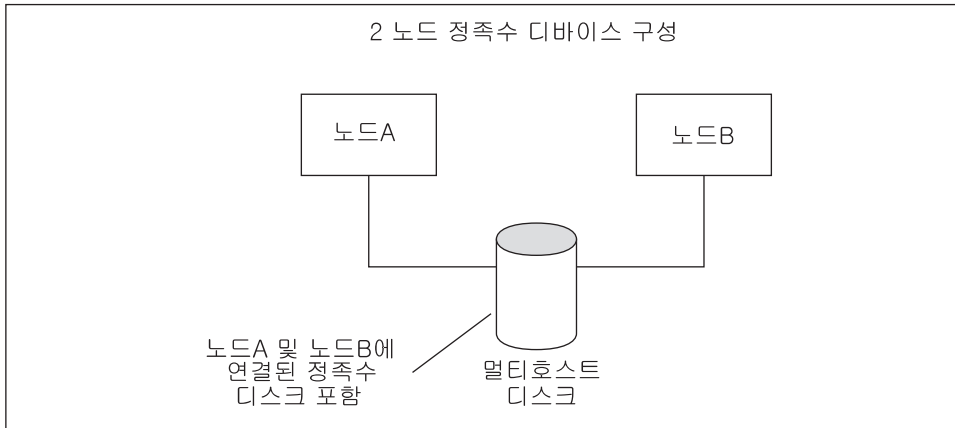 2 노드 정족수 디바이스 구성
노드A
노드B
노드A 및 노드B에
연결된 정족수
디스크 포함
멀티호스트
디스크